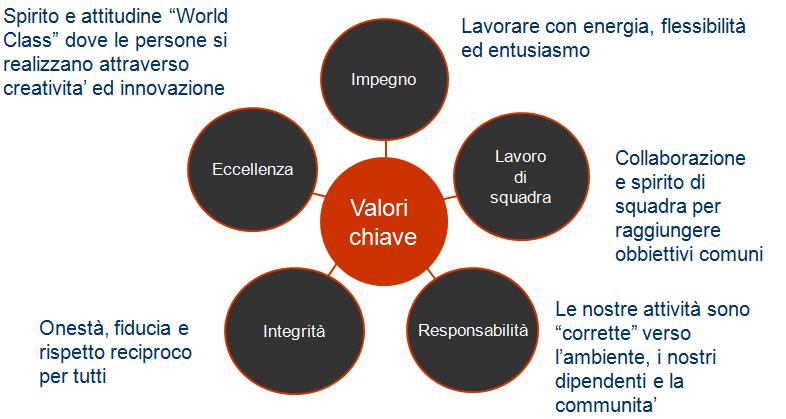 Spirito e attitudine “World
Class” dove le persone si
realizzano attraverso
creativita’ ed innovazione
Lavorare con energia, flessibilità
ed entusiasmo
Impegno
Eccellenza
Lavoro
di
squadra
Collaborazione
e spirito di
squadra per
raggiungere
obbiettivi comuni
Valori
chiave
Onestà, fiducia e
rispetto reciproco
per tutti
Integrità
Responsabilità
Le nostre attività sono
“corrette” verso
l’ambiente, i nostri
dipendenti e la
communita’